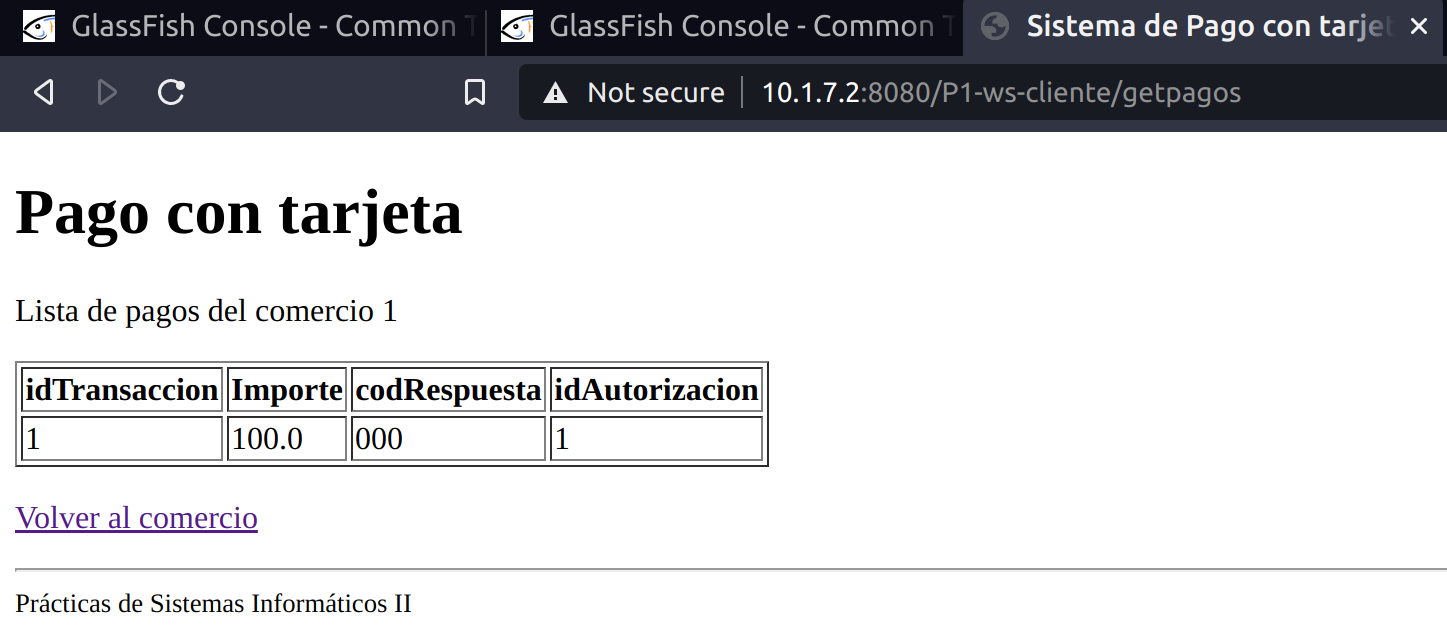 GlassFish Console - Common T GlassFish Console - Common T Sistema de Pago con tarjet
Not secure 10.1.7.2:8080/P1-ws-cliente/getpagos
Pago con tarjeta
Lista de pagos del comercio 1
idTransaccion Importe codRespuesta idAutorizacion
1 100.0 000 1
Volver al comercio
Prácticas de Sistemas Informáticos II